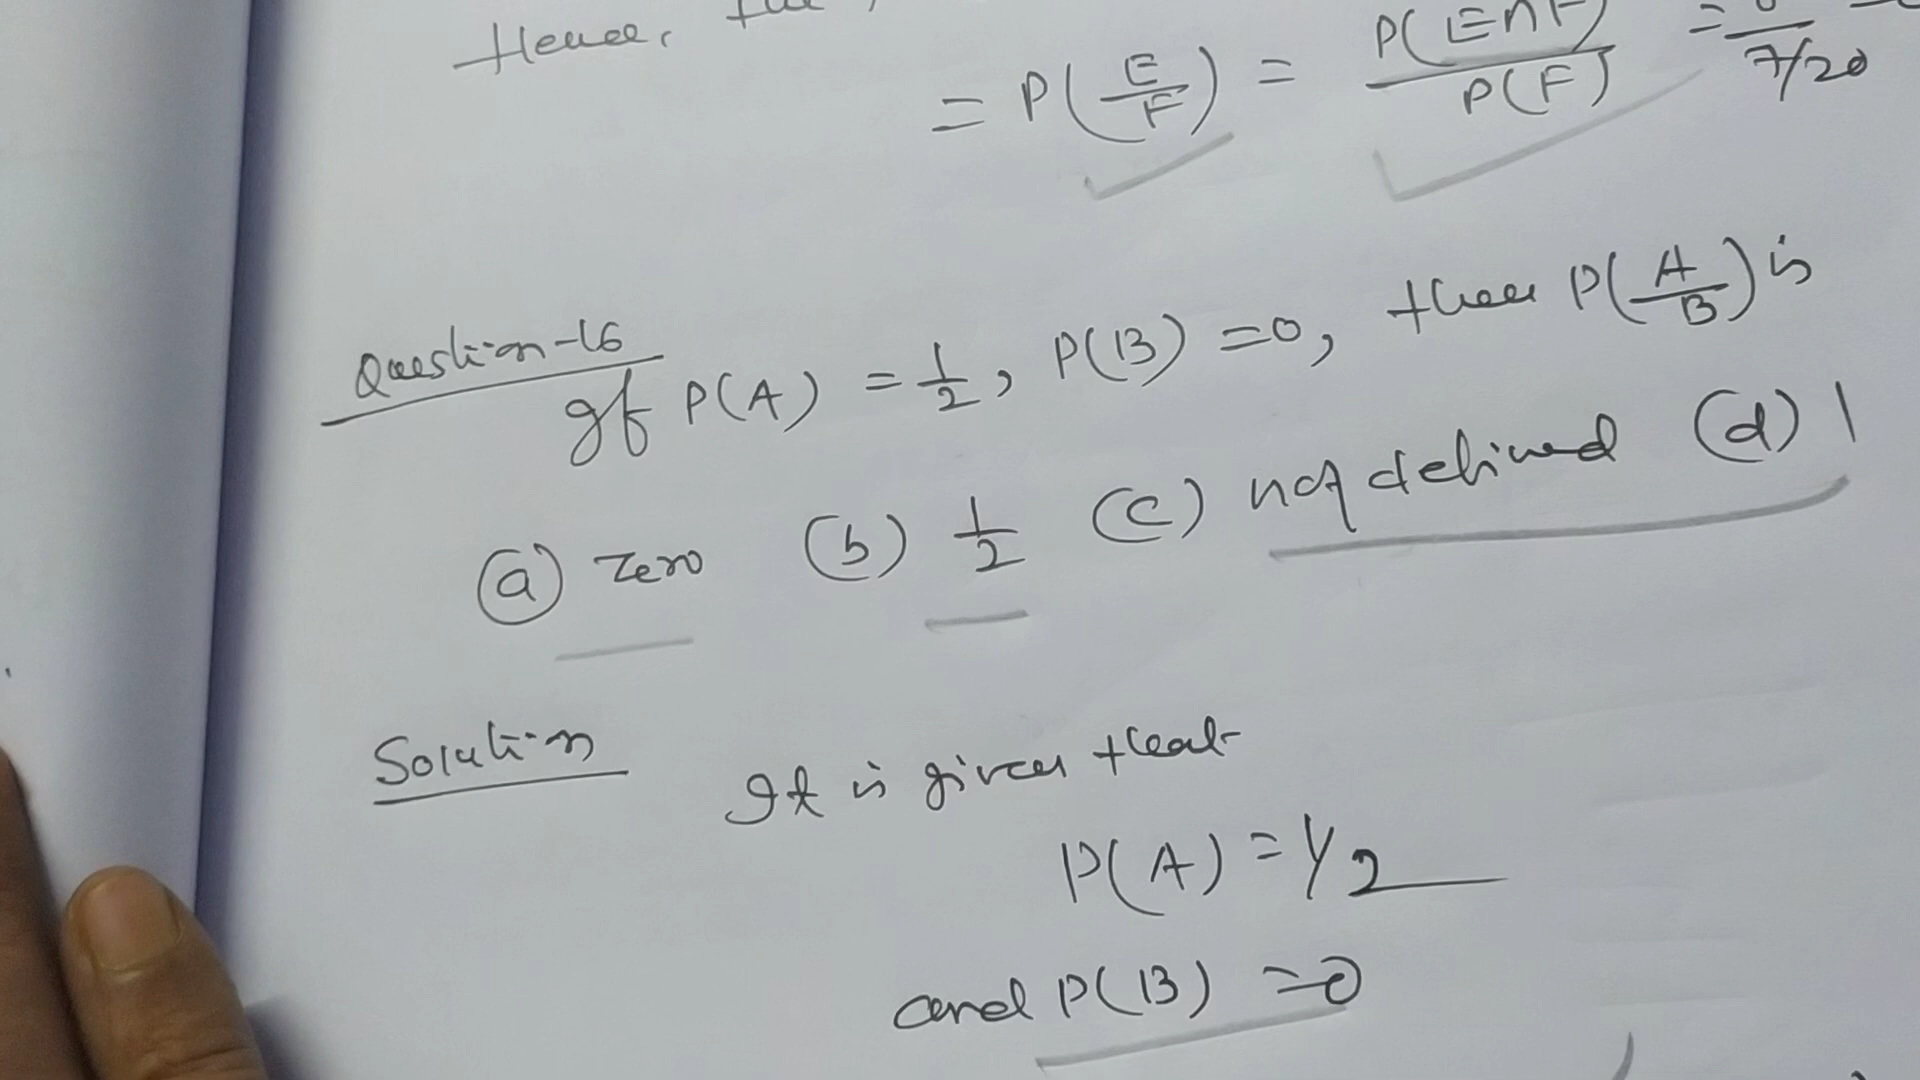 Hence,
= P(E/F) = P(E∩F)/P(F) = 0/7/20
Question-16
If P(A) = 1/2, P(B) = 0, then P(A/B) is
(a) zero (b) 1/2 (c) not defined (d) 1
Solution
It is given that
P(A) = 1/2
and P(B) = 0